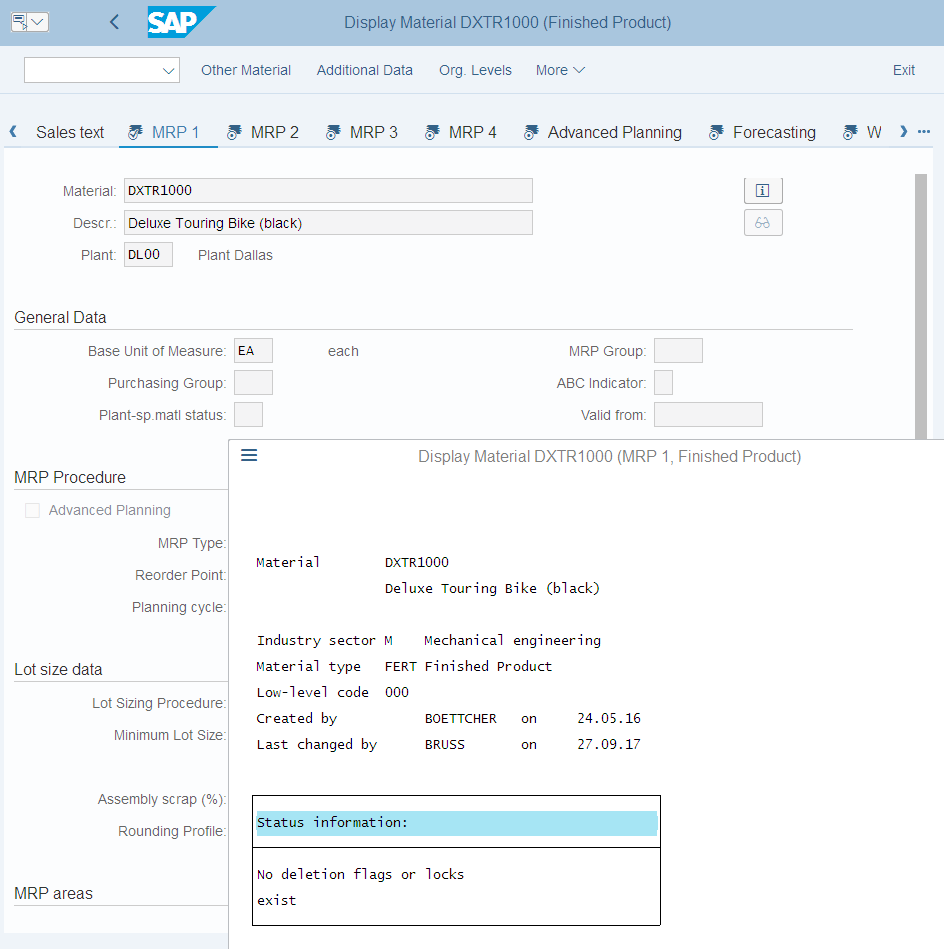 SAP
Display Material DXTR1000 (Finished Product)
Other Material Additional Data Org. Levels More Exit
Sales text MRP 1 MRP 2 MRP 3 MRP 4 Advanced Planning Forecasting W
Material: DXTR1000
Descr.: Deluxe Touring Bike (black)
Plant: DL00 Plant Dallas
General Data
Base Unit of Measure: EA each MRP Group:
Purchasing Group: ABC Indicator:
Plant-sp.matl status: Valid from:
MRP Procedure
Advanced Planning
MRP Type:
Reorder Point:
Planning cycle:
Lot size data
Lot Sizing Procedure:
Minimum Lot Size:
Assembly scrap (%):
Rounding Profile:
MRP areas
Display Material DXTR1000 (MRP 1, Finished Product)
Material DXTR1000
Deluxe Touring Bike (black)
Industry sector M Mechanical engineering
Material type FERT Finished Product
Low-level code 000
Created by BOETTCHER on 24.05.16
Last changed by BRUSS on 27.09.17
Status information:
No deletion flags or locks
exist